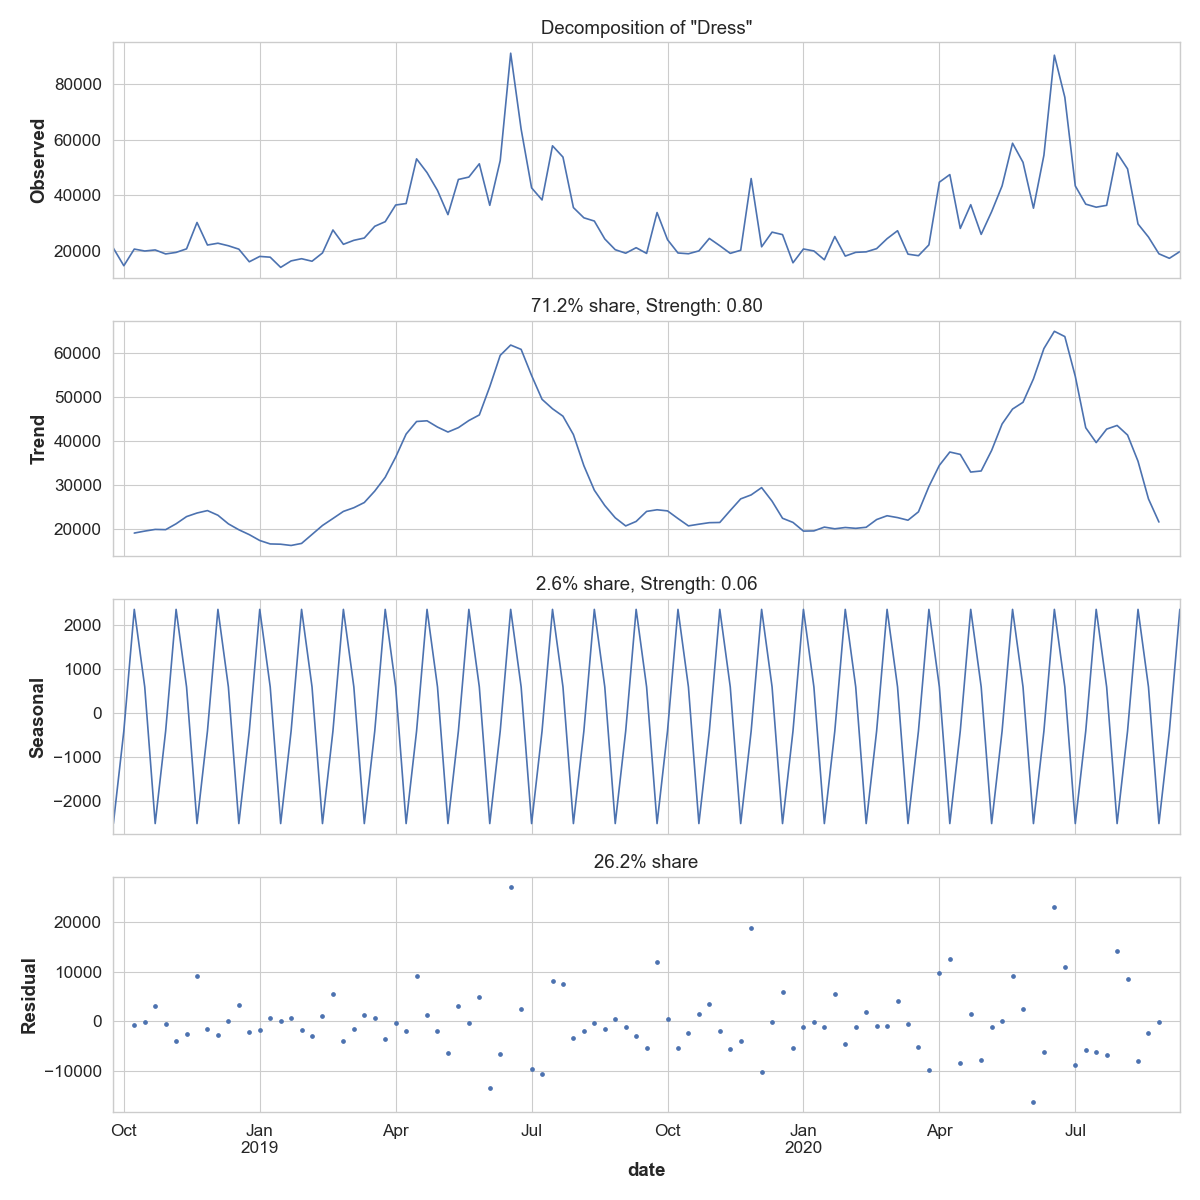 Decomposition of "Dress"
Observed
80000
60000
40000
20000
71.2% share, Strength: 0.80
Trend
60000
50000
40000
30000
20000
2.6% share, Strength: 0.06
Seasonal
2000
1000
0
−1000
−2000
26.2% share
Residual
20000
10000
0
−10000
Oct Jan Apr Jul Oct Jan Apr Jul
2019 2020
date